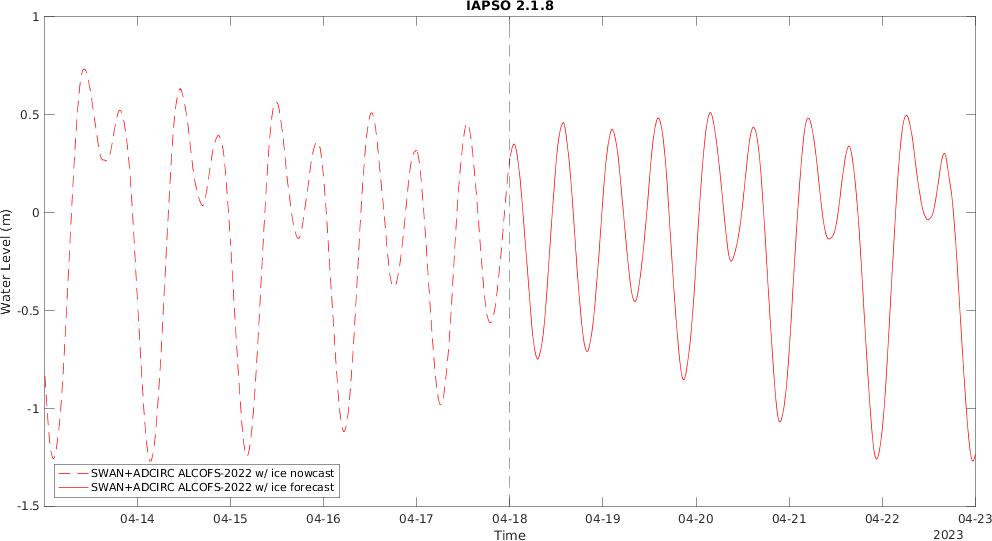 IAPSO 2.1.8
Water Level (m)
1
0.5
0
-0.5
-1
-1.5
SWAN+ADCIRC ALCOFS-2022 w/ ice nowcast
SWAN+ADCIRC ALCOFS-2022 w/ ice forecast
04-14 04-15 04-16 04-17 04-18 04-19 04-20 04-21 04-22 04-23
Time
2023